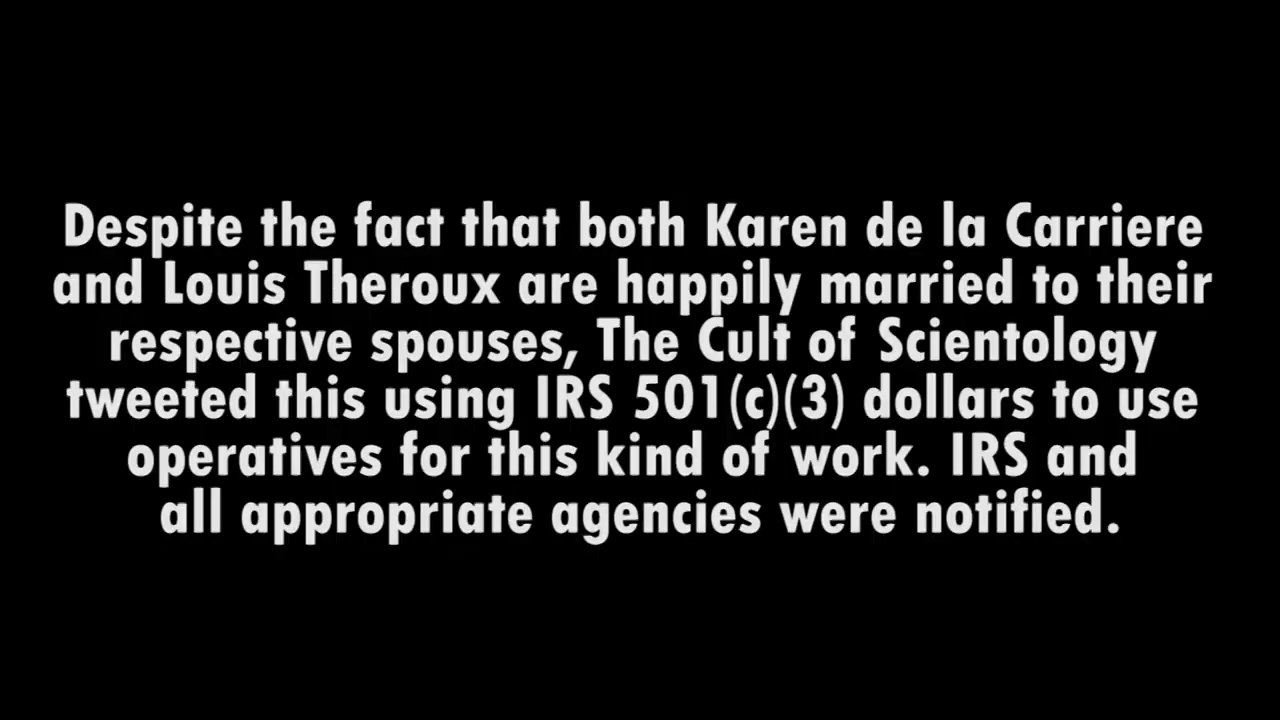 Despite the fact that both Karen de la Carriere
and Louis Theroux are happily married to their
respective spouses, The Cult of Scientology
tweeted this using IRS 501(c)(3) dollars to use
operatives for this kind of work. IRS and
all appropriate agencies were notified.